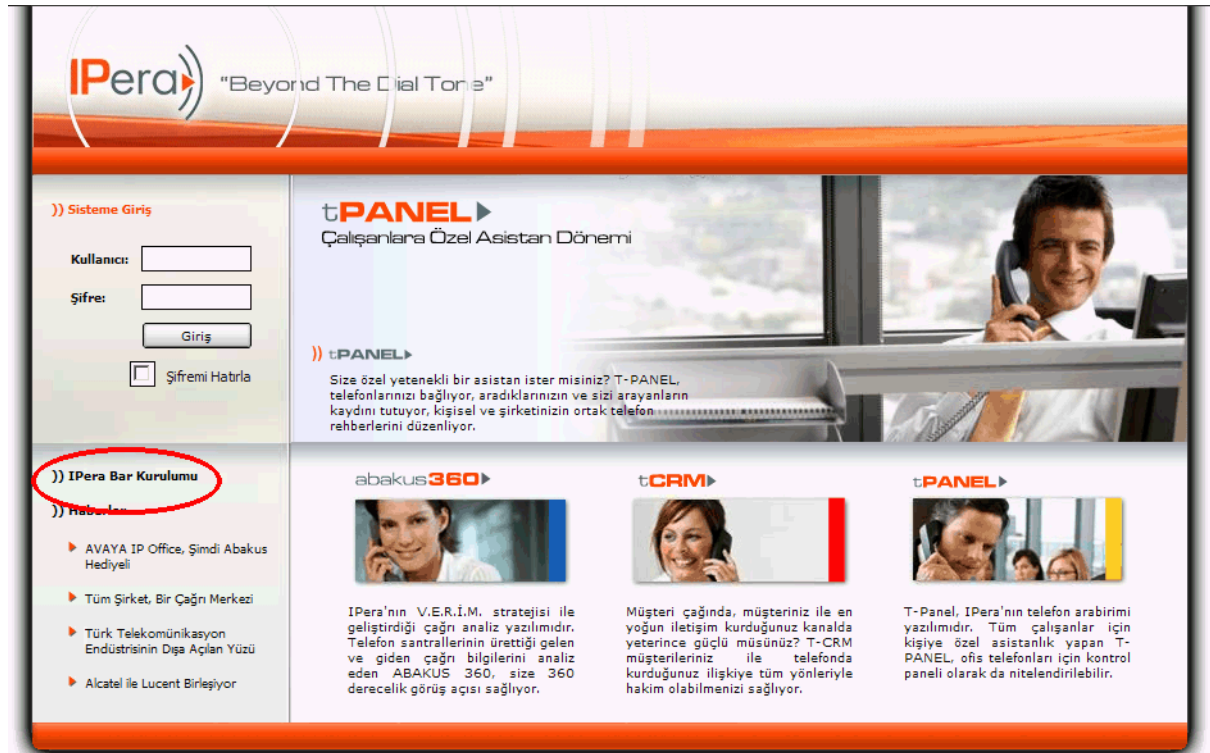 IPera
"Beyond The Dial Tone"
)) Sisteme Giriş
Kullanıcı:
Şifre:
Giriş
Şifremi Hatırla
tPANEL
Çalışanlara Özel Asistan Dönemi
)) tPANEL
Size özel yetenekli bir asistan ister misiniz? T-PANEL,
telefonlarınızı bağlıyor, aradıklarınızın ve sizi arayanların
kaydını tutuyor, kişisel ve şirketinizin ortak telefon
rehberlerini düzenliyor.
)) IPera Bar Kurulumu
)) Haberler
AVAYA IP Office, Şimdi Abakus
Hediyeli
Tüm Şirket, Bir Çağrı Merkezi
Türk Telekomünikasyon
Endüstrisinin Dışa Açılan Yüzü
Alcatel ile Lucent Birleşiyor
abakus360
IPera'nın V.E.R.İ.M. stratejisi ile
geliştirdiği çağrı analiz yazılımıdır.
Telefon santrallerinin ürettiği gelen
ve giden çağrı bilgilerini analiz
eden ABAKUS 360, size 360
derecelik görüş açısı sağlıyor.
tCRM
Müşteri çağında, müşteriniz ile en
yoğun iletişim kurduğunuz kanalda
yeterince güçlü müsünüz? T-CRM
müşterileriniz ile telefonda
kurduğunuz ilişkiye tüm yönleriyle
hakim olabilmenizi sağlıyor.
tPANEL
T-Panel, IPera'nın telefon arabirimi
yazılımıdır. Tüm çalışanlar için
kişiye özel asistanlık yapan T-
PANEL, ofis telefonları için kontrol
paneli olarak da nitelendirilebilir.